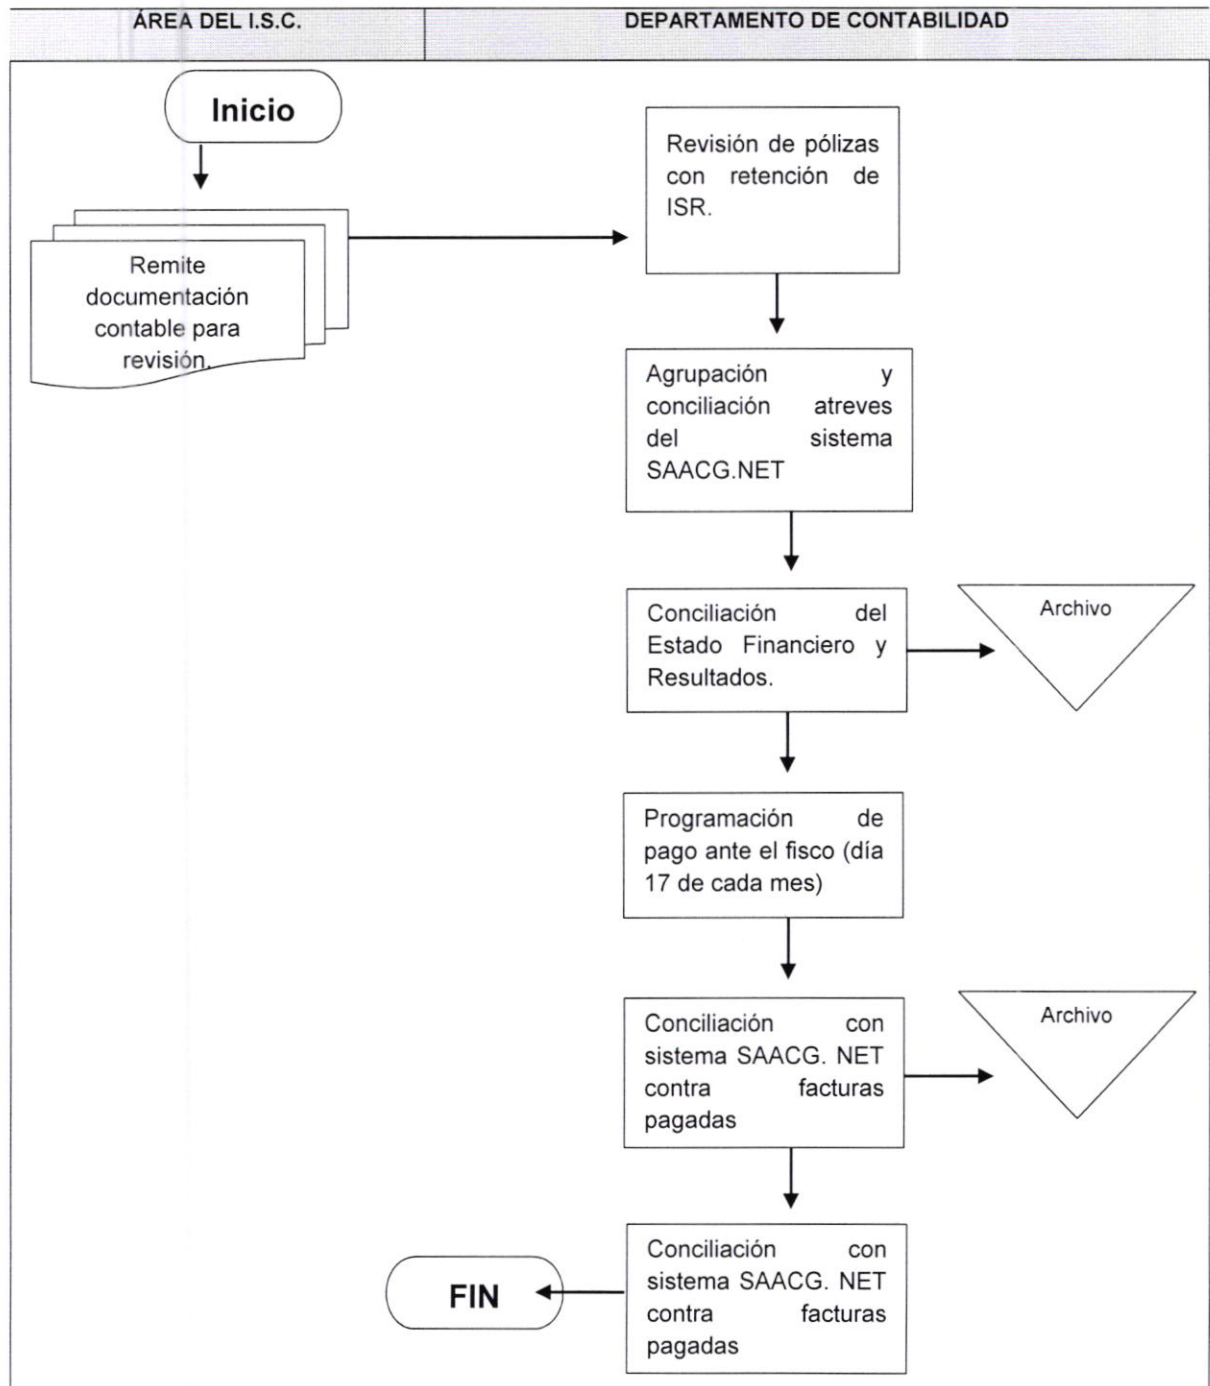 ÁREA DEL I.S.C.
DEPARTAMENTO DE CONTABILIDAD
Inicio
Remite
documentación
contable para
revisión.
Revisión de pólizas
con retención de
ISR.
Agrupación y
conciliación atreves
del sistema
SAACG.NET
Conciliación del
Estado Financiero y
Resultados.
Archivo
Programación de
pago ante el fisco (día
17 de cada mes)
Conciliación con
sistema SAACG. NET
contra facturas
pagadas
Archivo
Conciliación con
sistema SAACG. NET
contra facturas
pagadas
FIN